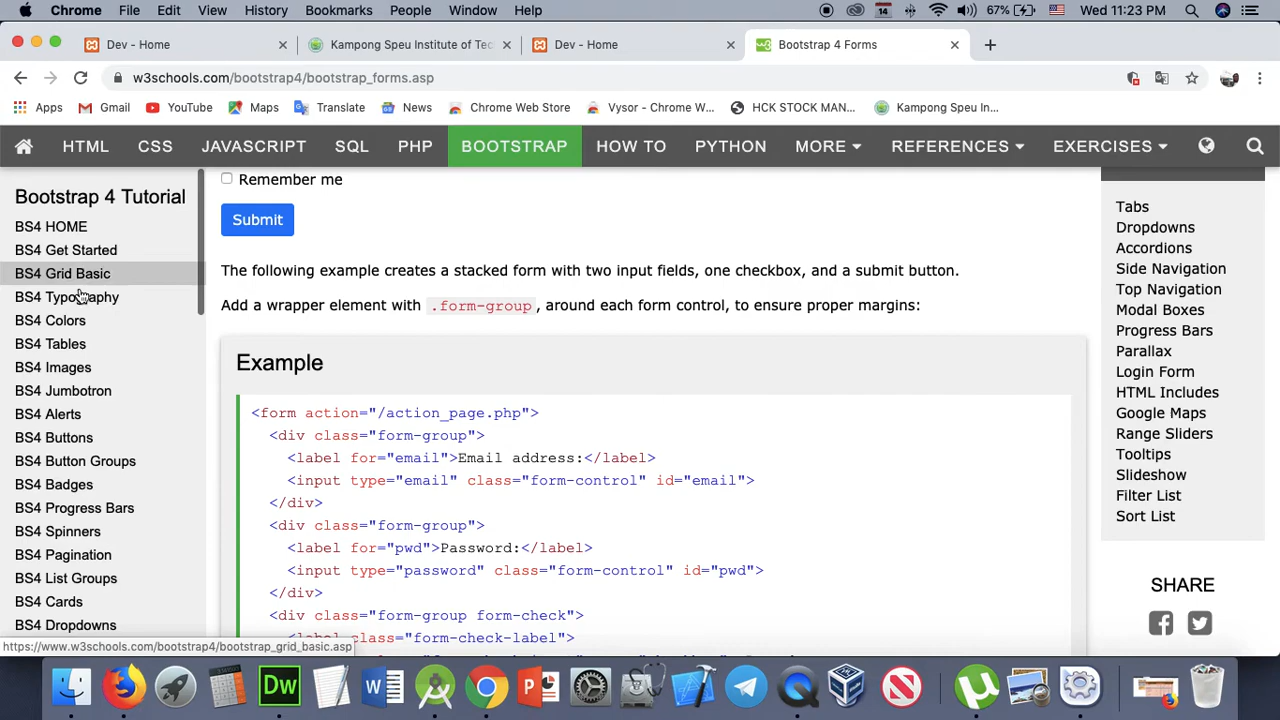 Chrome File Edit View History Bookmarks People Window Help 14 67% Wed 11:23 PM
Dev - Home Kampong Speu Institute of Tec Dev - Home Bootstrap 4 Forms
w3schools.com/bootstrap4/bootstrap_forms.asp
Apps Gmail YouTube Maps Translate News Chrome Web Store Vysor - Chrome W... HCK STOCK MAN... Kampong Speu In...
HTML CSS JAVASCRIPT SQL PHP BOOTSTRAP HOW TO PYTHON MORE REFERENCES EXERCISES
Bootstrap 4 Tutorial
BS4 HOME
BS4 Get Started
BS4 Grid Basic
BS4 Typography
BS4 Colors
BS4 Tables
BS4 Images
BS4 Jumbotron
BS4 Alerts
BS4 Buttons
BS4 Button Groups
BS4 Badges
BS4 Progress Bars
BS4 Spinners
BS4 Pagination
BS4 List Groups
BS4 Cards
BS4 Dropdowns
https://www.w3schools.com/bootstrap4/bootstrap_grid_basic.asp
Remember me
Submit
The following example creates a stacked form with two input fields, one checkbox, and a submit button.
Add a wrapper element with .form-group, around each form control, to ensure proper margins:
Example
<form action="/action_page.php">
<div class="form-group">
<label for="email">Email address:</label>
<input type="email" class="form-control" id="email">
</div>
<div class="form-group">
<label for="pwd">Password:</label>
<input type="password" class="form-control" id="pwd">
</div>
<div class="form-group form-check">
<label class="form-check-label">
Tabs
Dropdowns
Accordions
Side Navigation
Top Navigation
Modal Boxes
Progress Bars
Parallax
Login Form
HTML Includes
Google Maps
Range Sliders
Tooltips
Slideshow
Filter List
Sort List
SHARE
Dw